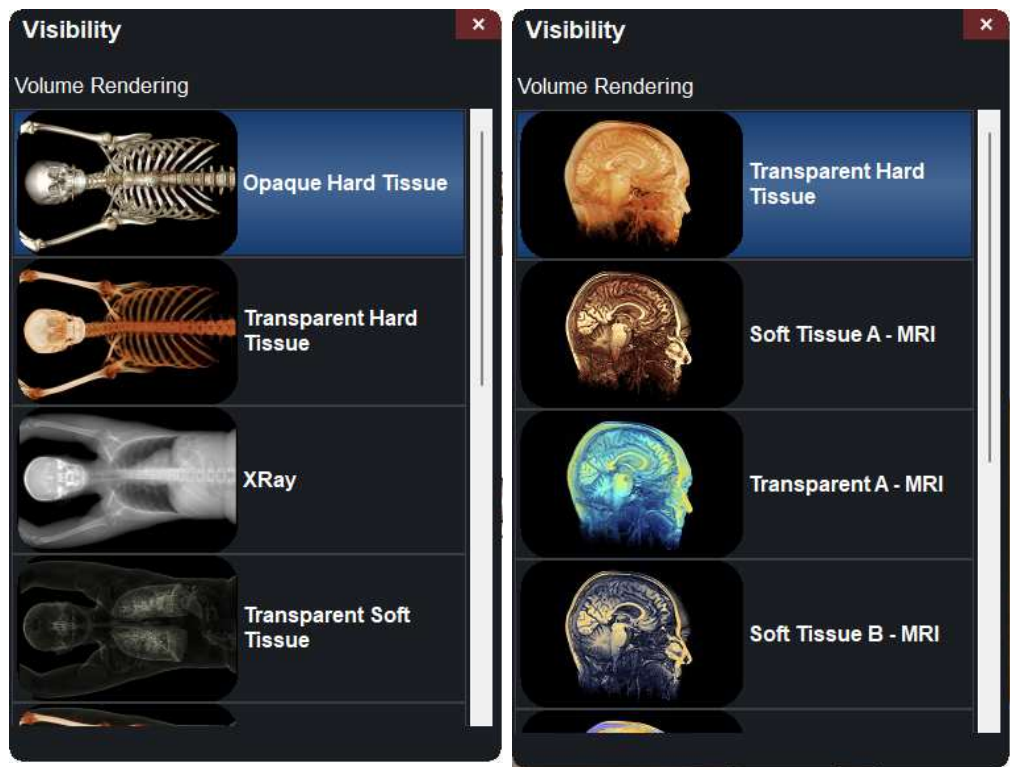 Visibility
×
Volume Rendering
Opaque Hard Tissue
Transparent Hard
Tissue
XRay
Transparent Soft
Tissue
Visibility
×
Volume Rendering
Transparent Hard
Tissue
Soft Tissue A - MRI
Transparent A - MRI
Soft Tissue B - MRI